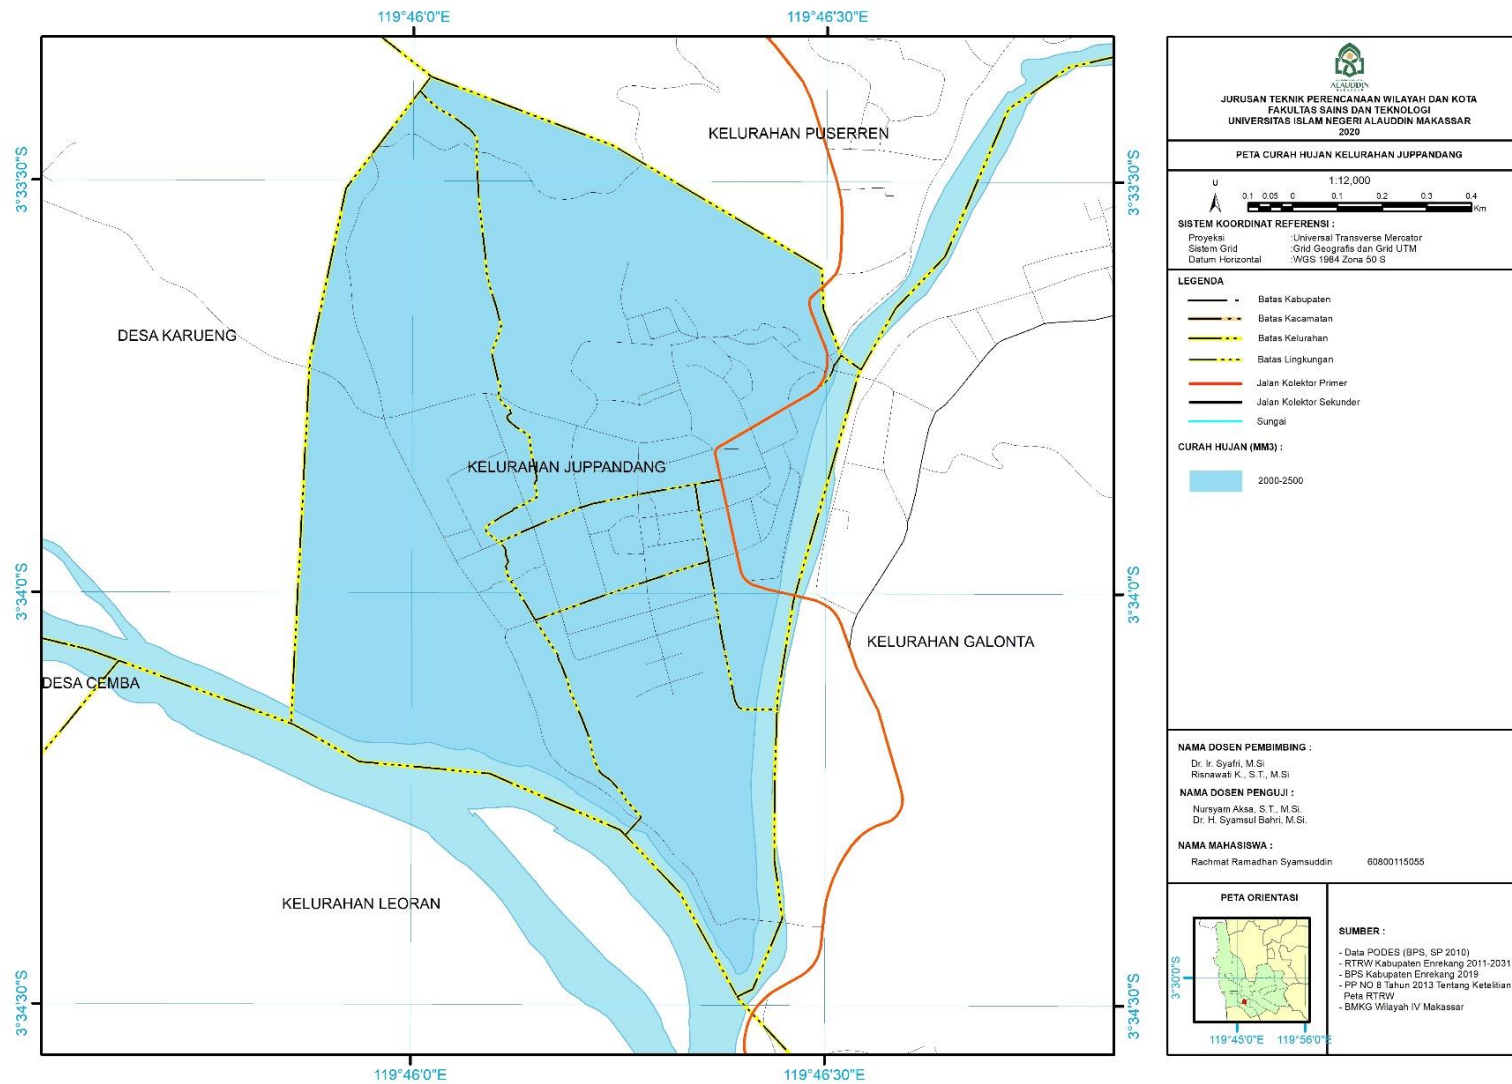 119°46'0"E
119°46'30"E
3°33'30"S
3°33'30"S
3°34'0"S
3°34'0"S
3°34'30"S
3°34'30"S
119°46'0"E
119°46'30"E
KELURAHAN PUSERREN
DESA KARUENG
KELURAHAN JUPPANDANG
KELURAHAN GALONTA
DESA CEMBA
KELURAHAN LEORAN
ALAUDDIN
JURUSAN TEKNIK PERENCANAAN WILAYAH DAN KOTA
FAKULTAS SAINS DAN TEKNOLOGI
UNIVERSITAS ISLAM NEGERI ALAUDDIN MAKASSAR
2020
PETA CURAH HUJAN KELURAHAN JUPPANDANG
U
1:12,000
0.1 0.05 0 0.1 0.2 0.3 0.4
Km
SISTEM KOORDINAT REFERENSI :
Proyeksi :Universal Transverse Mercator
Sistem Grid :Grid Geografis dan Grid UTM
Datum Horizontal :WGS 1984 Zona 50 S
LEGENDA
Batas Kabupaten
Batas Kacamatan
Batas Kelurahan
Batas Lingkungan
Jalan Kolektor Primer
Jalan Kolektor Sekunder
Sungai
CURAH HUJAN (MM3) :
2000-2500
NAMA DOSEN PEMBIMBING :
Dr. Ir. Syafri, M.Si
Risnawati K., S.T., M.Si
NAMA DOSEN PENGUJI :
Nursyam Aksa, S.T., M.Si.
Dr. H. Syamsul Bahri, M.Si.
NAMA MAHASISWA :
Rachmat Ramadhan Syamsuddin 60800115055
PETA ORIENTASI
3°30'0"S
119°45'0"E 119°56'0"E
SUMBER :
- Data PODES (BPS, SP 2010)
- RTRW Kabupaten Enrekang 2011-2031
- BPS Kabupaten Enrekang 2019
- PP NO 8 Tahun 2013 Tentang Ketelitian
Peta RTRW
- BMKG Wilayah IV Makassar